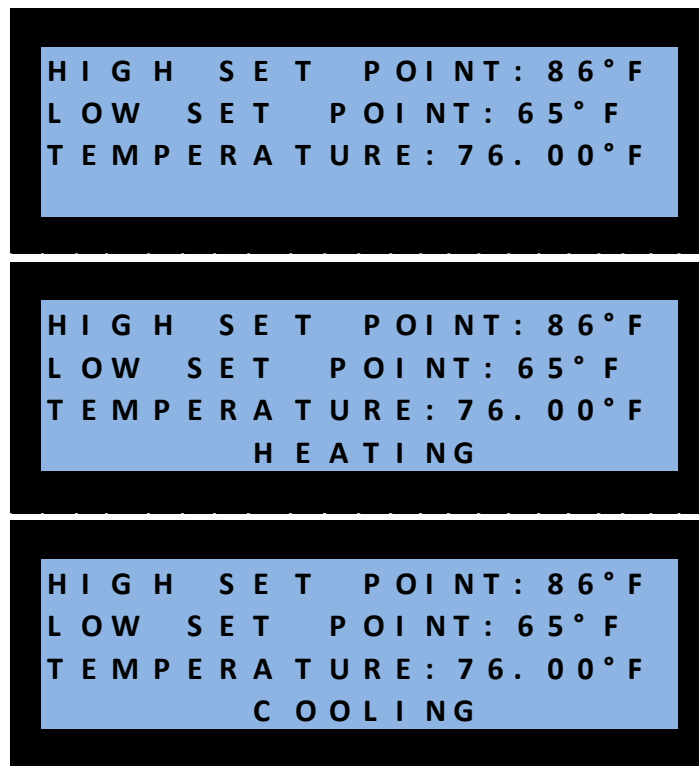 HIGH SET POINT: 86°F
LOW SET POINT: 65°F
TEMPERATURE: 76.00°F
HIGH SET POINT: 86°F
LOW SET POINT: 65°F
TEMPERATURE: 76.00°F
HEATING
HIGH SET POINT: 86°F
LOW SET POINT: 65°F
TEMPERATURE: 76.00°F
COOLING